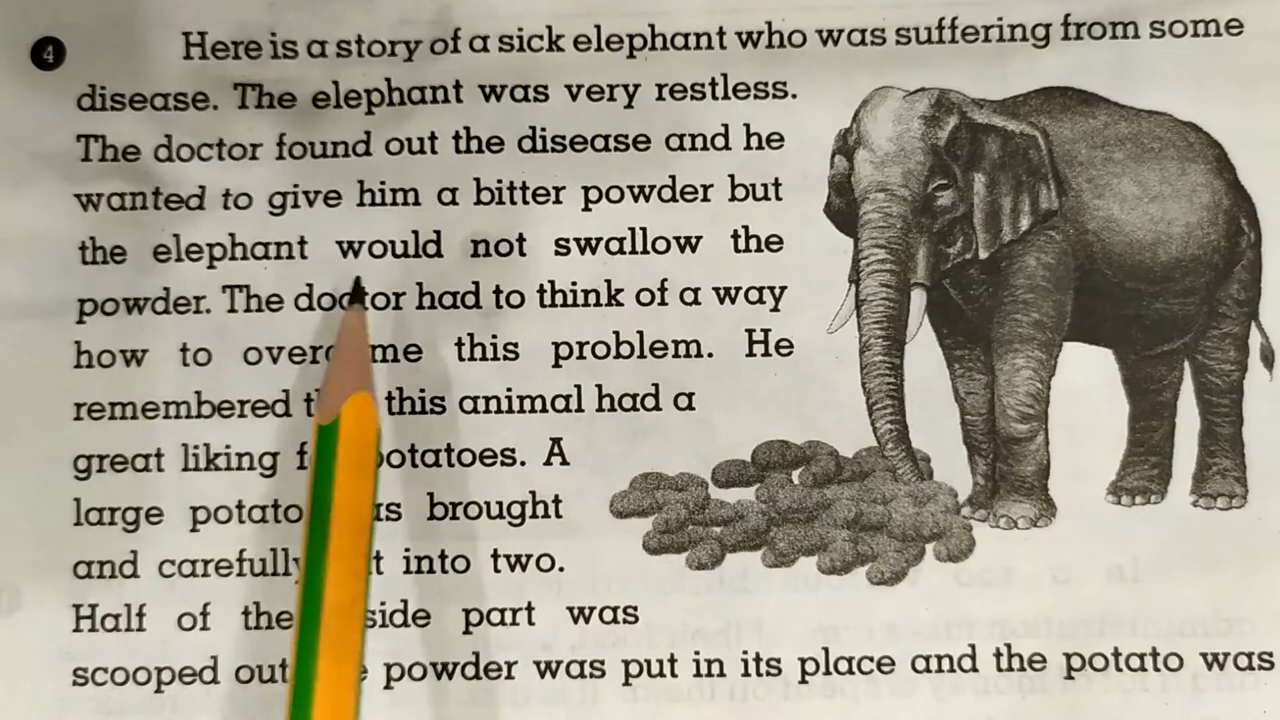 4 Here is a story of a sick elephant who was suffering from some
disease. The elephant was very restless.
The doctor found out the disease and he
wanted to give him a bitter powder but
the elephant would not swallow the
powder. The doctor had to think of a way
how to overcome this problem. He
remembered this animal had a
great liking potatoes. A
large potato brought
and carefully into two.
Half of the part was
scooped out powder was put in its place and the potato was